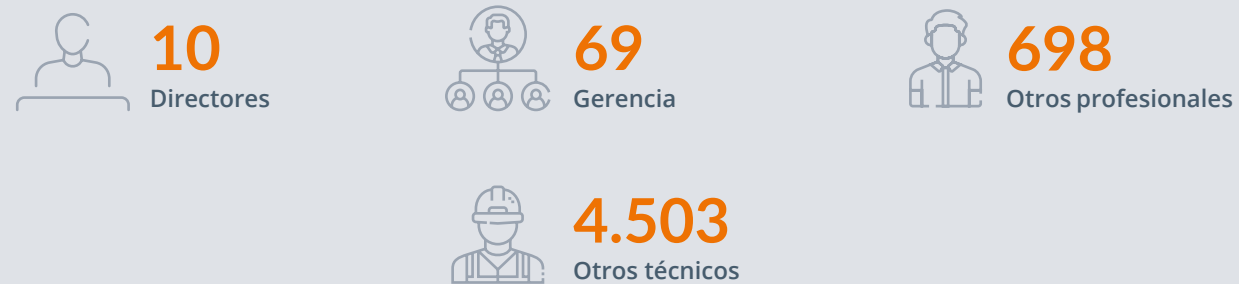 10
Directores
69
Gerencia
698
Otros profesionales
4.503
Otros técnicos